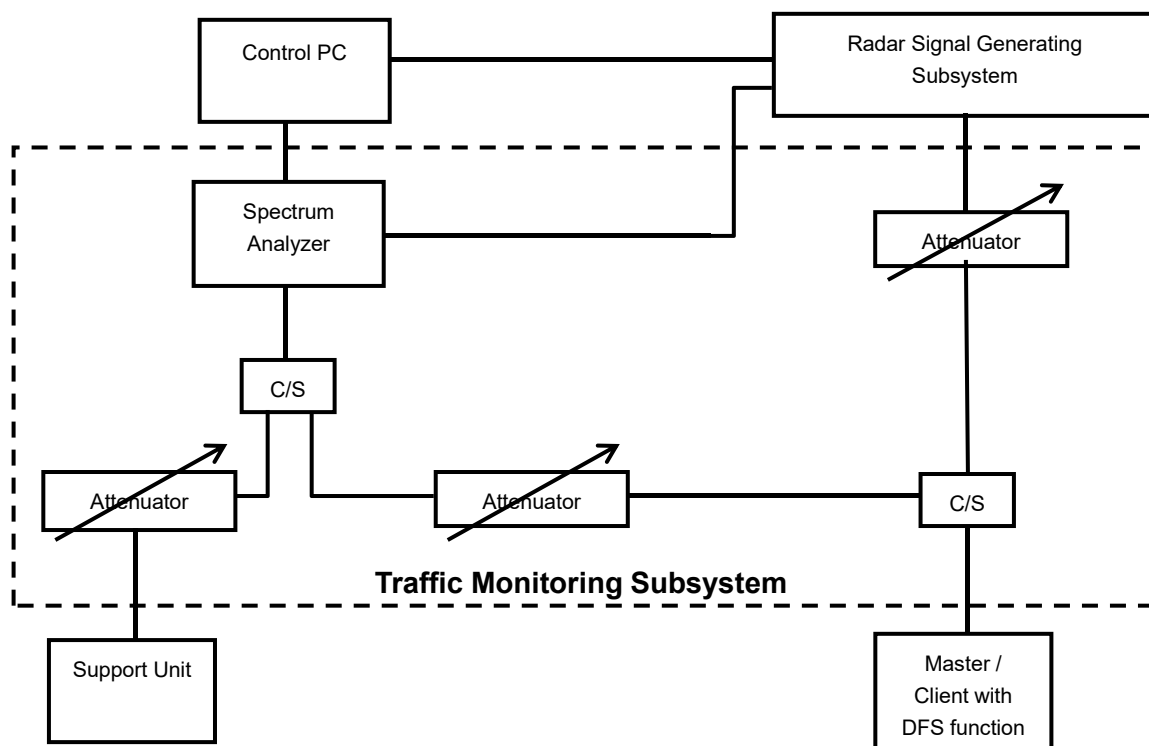 Control PC
Radar Signal Generating
Subsystem
Spectrum
Analyzer
Attenuator
C/S
Attenuator
Attenuator
C/S
Traffic Monitoring Subsystem
Support Unit
Master /
Client with
DFS function